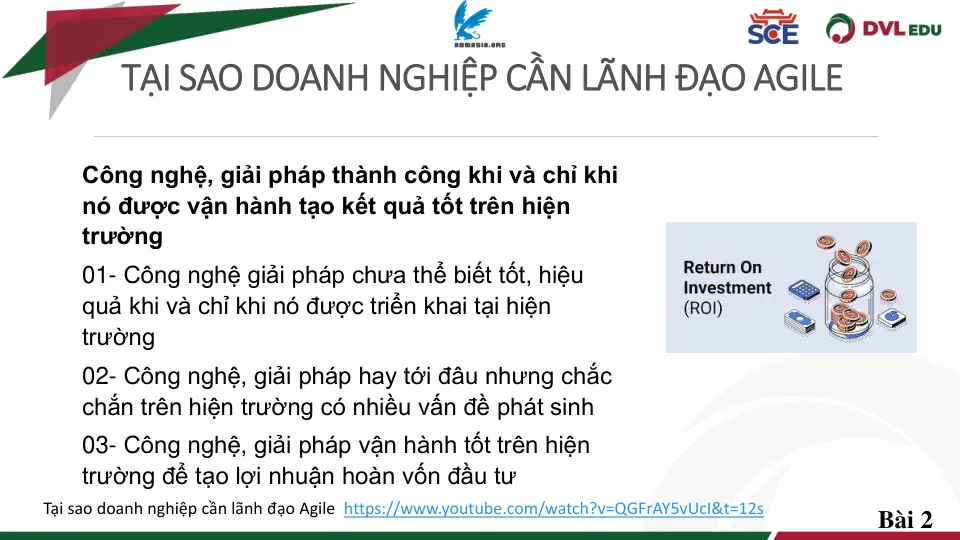 AHMASIA.ORG
SCE
DVL EDU
TẠI SAO DOANH NGHIỆP CẦN LÃNH ĐẠO AGILE
Công nghệ, giải pháp thành công khi và chỉ khi
nó được vận hành tạo kết quả tốt trên hiện
trường
01- Công nghệ giải pháp chưa thể biết tốt, hiệu
quả khi và chỉ khi nó được triển khai tại hiện
trường
02- Công nghệ, giải pháp hay tới đâu nhưng chắc
chắn trên hiện trường có nhiều vấn đề phát sinh
03- Công nghệ, giải pháp vận hành tốt trên hiện
trường để tạo lợi nhuận hoàn vốn đầu tư
Return On
Investment
(ROI)
Tại sao doanh nghiệp cần lãnh đạo Agile https://www.youtube.com/watch?v=QGFrAY5vUcI&t=12s
Bài 2